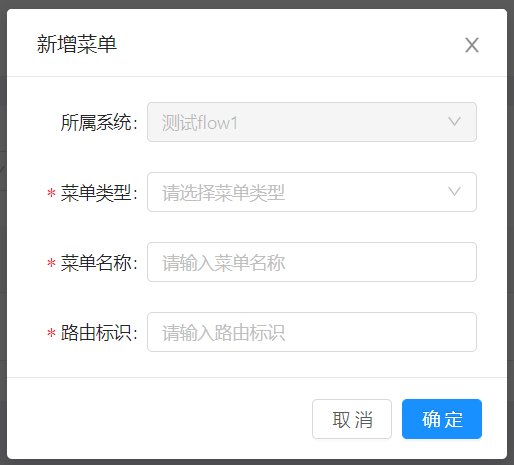 新增菜单
所属系统: 测试flow1
* 菜单类型: 请选择菜单类型
* 菜单名称: 请输入菜单名称
* 路由标识: 请输入路由标识
取消 确定